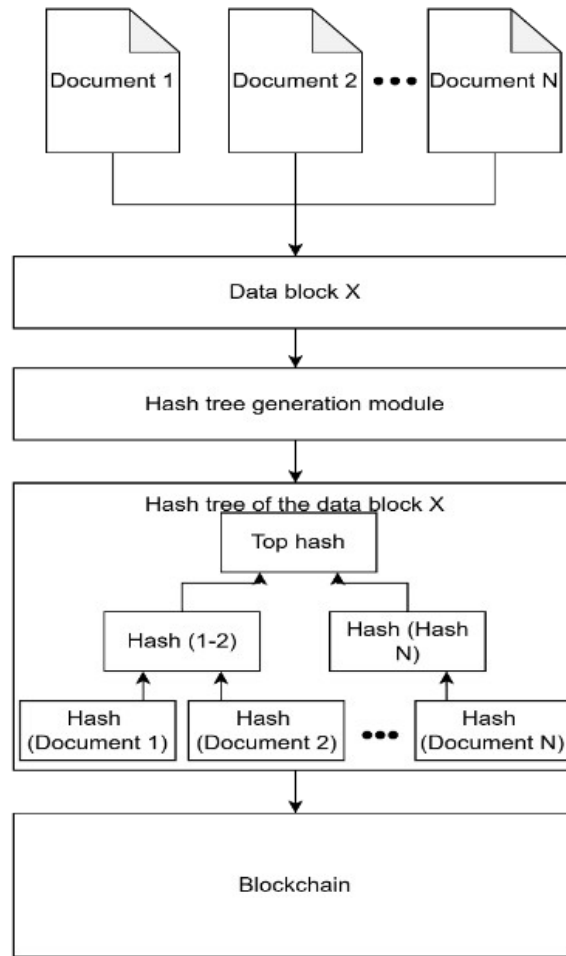 Document 1
Document 2
Document N
Data block X
Hash tree generation module
Hash tree of the data block X
Top hash
Hash (1-2)
Hash (Hash
N)
Hash
(Document 1)
Hash
(Document 2)
Hash
(Document N)
Blockchain